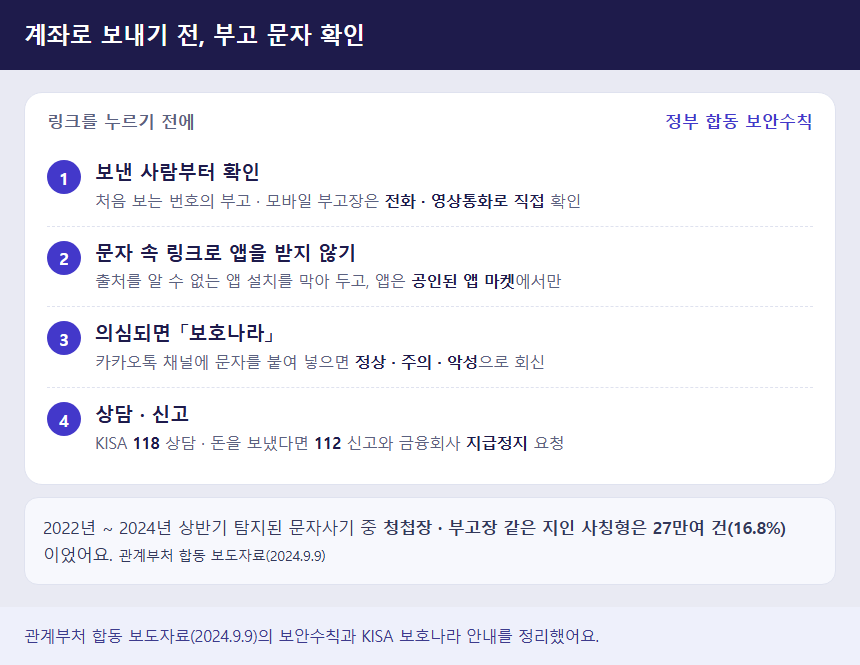 계좌로 보내기 전, 부고 문자 확인
링크를 누르기 전에
정부 합동 보안수칙
1
보낸 사람부터 확인
처음 보는 번호의 부고 · 모바일 부고장은 전화 · 영상통화로 직접 확인
2
문자 속 링크로 앱을 받지 않기
출처를 알 수 없는 앱 설치를 막아 두고, 앱은 공인된 앱 마켓에서만
3
의심되면 「보호나라」
카카오톡 채널에 문자를 붙여 넣으면 정상 · 주의 · 악성으로 회신
4
상담 · 신고
KISA 118 상담 · 돈을 보냈다면 112 신고와 금융회사 지급정지 요청
2022년 ~ 2024년 상반기 탐지된 문자사기 중 청첩장 · 부고장 같은 지인 사칭형은 27만여 건(16.8%)
이었어요. 관계부처 합동 보도자료(2024.9.9)
관계부처 합동 보도자료(2024.9.9)의 보안수칙과 KISA 보호나라 안내를 정리했어요.